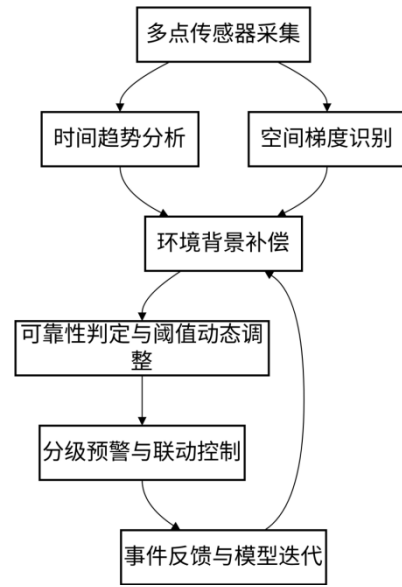 多点传感器采集
时间趋势分析
空间梯度识别
环境背景补偿
可靠性判定与阈值动态调
整
分级预警与联动控制
事件反馈与模型迭代